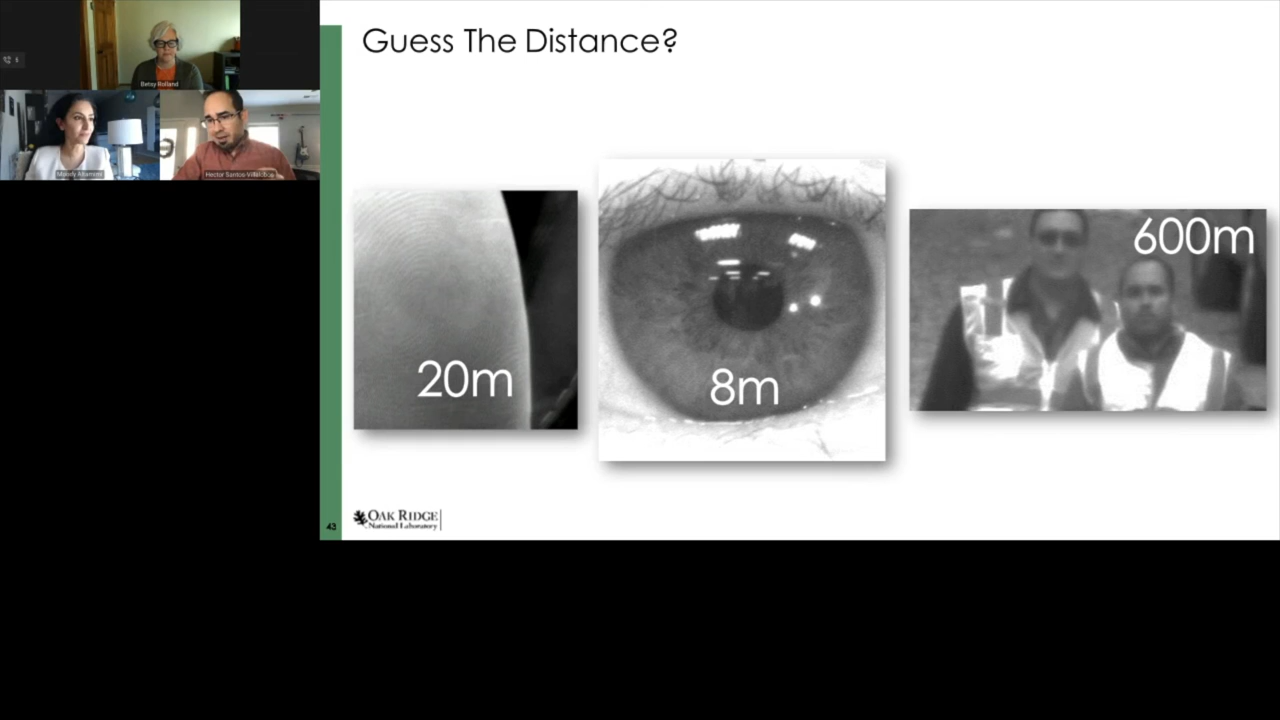 Betsy Rolland
Hector Santos-Villalobos
Guess The Distance?
20m
8m
600m
43
OAK RIDGE
National Laboratory